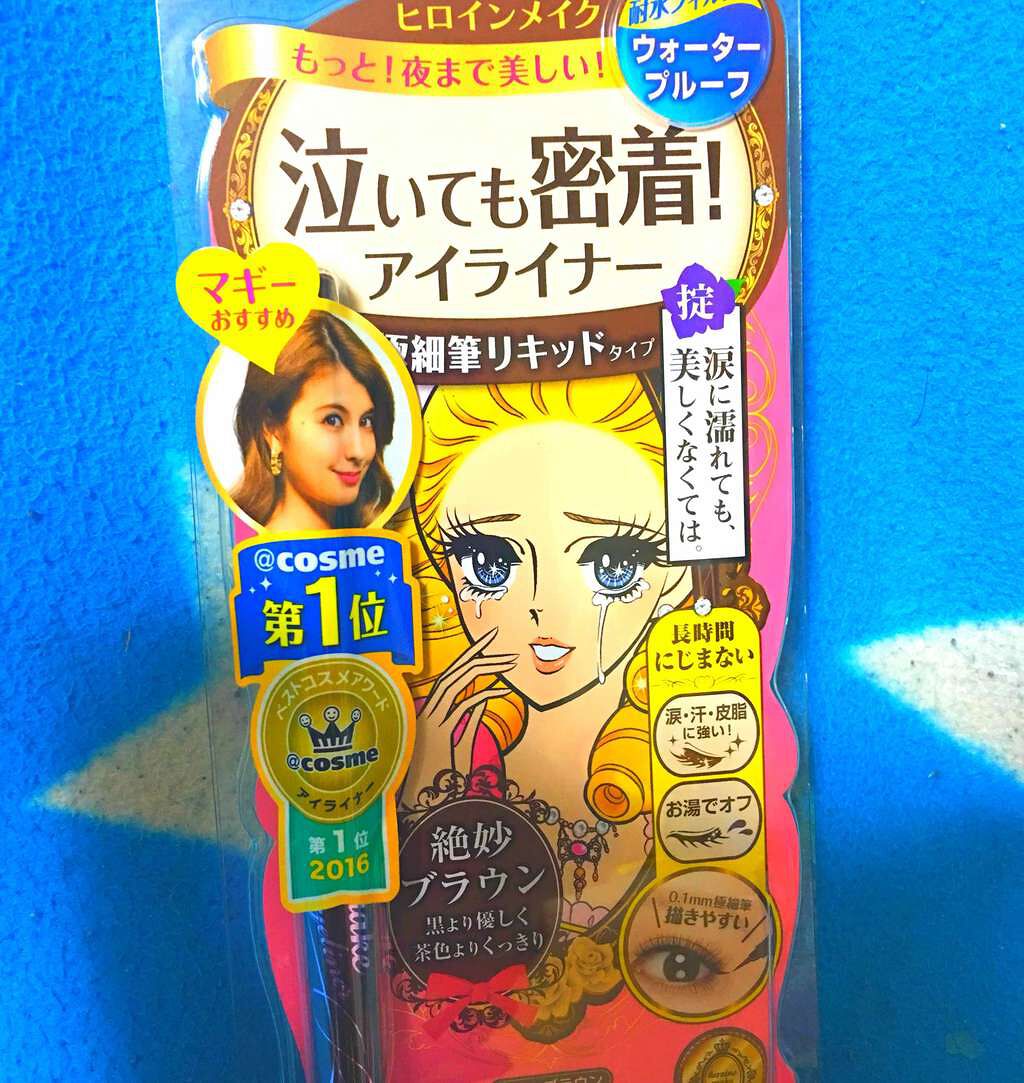 ヒロインメイク
もっと!夜まで美しい!
ウォーター
プルーフ
泣いても密着!
アイライナー
極細筆リキッドタイプ
マギー
おすすめ
掟
涙に濡れても、
美しくなくては。
@cosme
第1位
ベストコスメアワード
@cosme
アイライナー
第1位
2016
長時間
にじまない
涙・汗・皮脂
に強い!
お湯でオフ
0.1mm極細筆
描きやすい
絶妙
ブラウン
黒より優しく
茶色よりくっきり